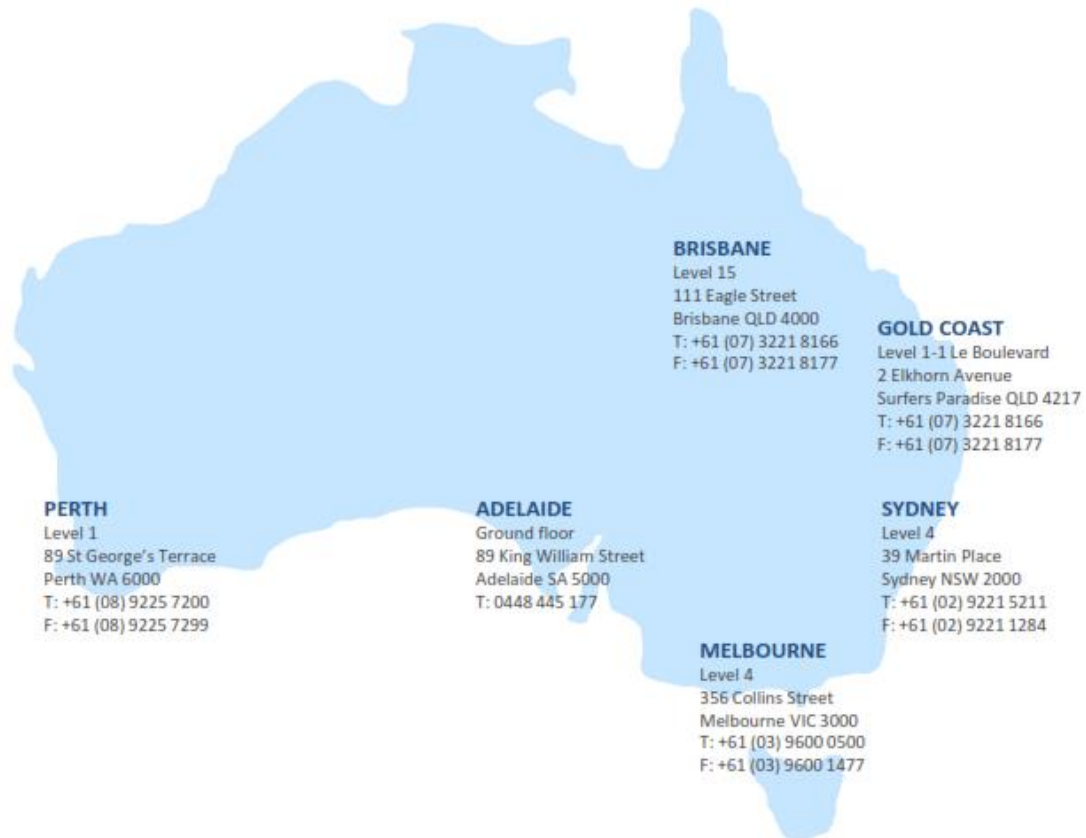 BRISBANE
Level 15
111 Eagle Street
Brisbane QLD 4000
T: +61 (07) 3221 8166
F: +61 (07) 3221 8177
GOLD COAST
Level 1-1 Le Boulevard
2 Elkhorn Avenue
Surfers Paradise QLD 4217
T: +61 (07) 3221 8166
F: +61 (07) 3221 8177
PERTH
Level 1
89 St George's Terrace
Perth WA 6000
T: +61 (08) 9225 7200
F: +61 (08) 9225 7299
ADELAIDE
Ground floor
89 King William Street
Adelaide SA 5000
T: 0448 445 177
SYDNEY
Level 4
39 Martin Place
Sydney NSW 2000
T: +61 (02) 9221 5211
F: +61 (02) 9221 1284
MELBOURNE
Level 4
356 Collins Street
Melbourne VIC 3000
T: +61 (03) 9600 0500
F: +61 (03) 9600 1477